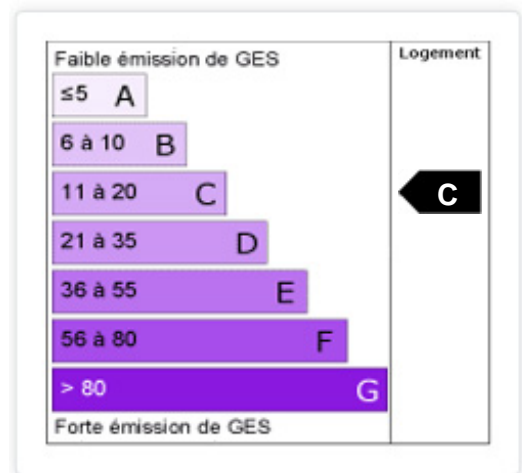 Faible émission de GES
Logement
≤5 A
6 à 10 B
11 à 20 C
C
21 à 35 D
36 à 55 E
56 à 80 F
> 80 G
Forte émission de GES